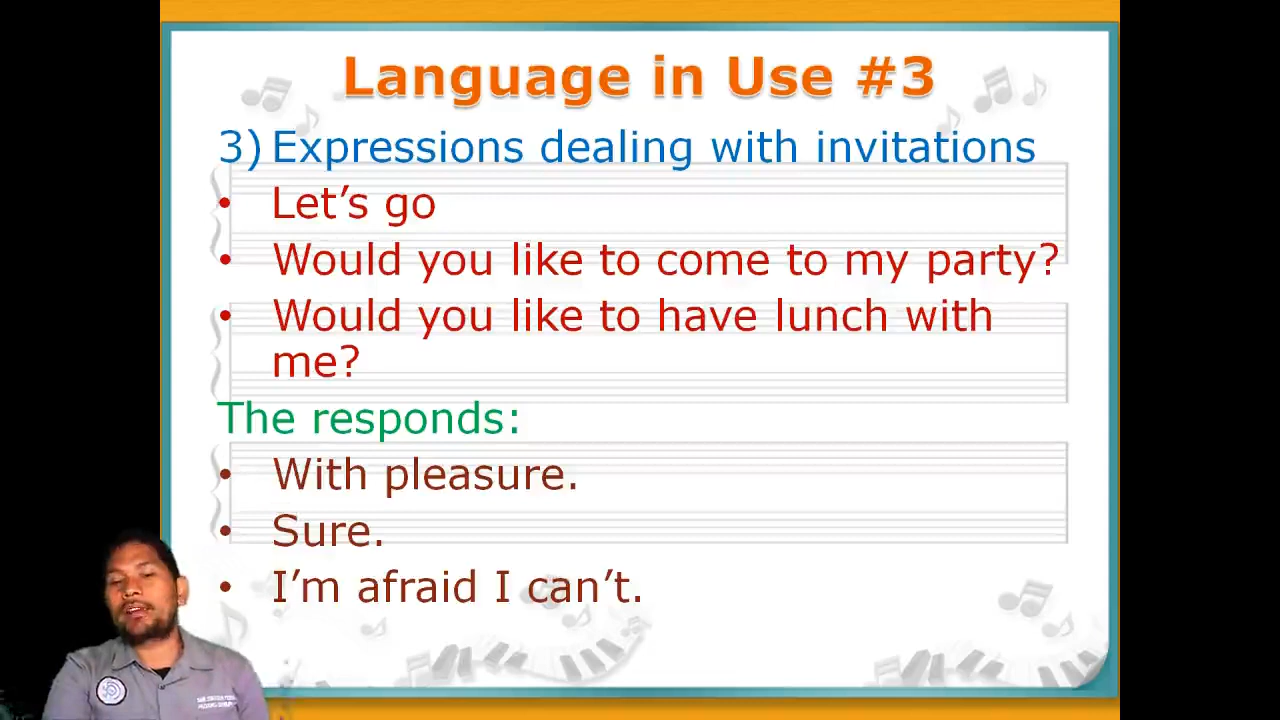 Language in Use #3
3) Expressions dealing with invitations
• Let’s go
• Would you like to come to my party?
• Would you like to have lunch with
me?
The responds:
• With pleasure.
• Sure.
• I’m afraid I can’t.